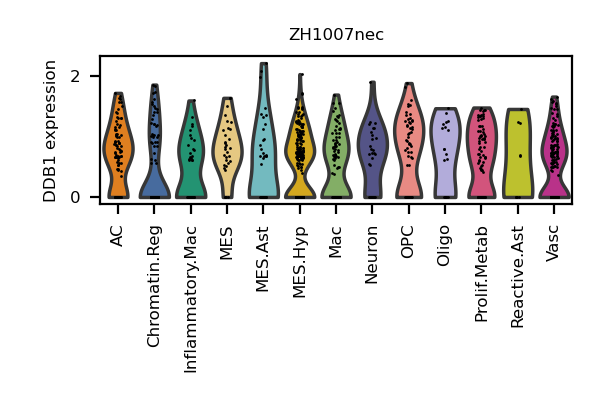 ZH1007nec
DDB1 expression
2
0
AC
Chromatin.Reg
Inflammatory.Mac
MES
MES.Ast
MES.Hyp
Mac
Neuron
OPC
Oligo
Prolif.Metab
Reactive.Ast
Vasc